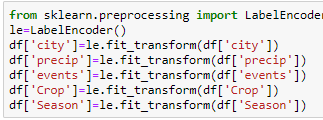 from sklearn.preprocessing import LabelEncoder
le=LabelEncoder()
df['city']=le.fit_transform(df['city'])
df['precip']=le.fit_transform(df['precip'])
df['events']=le.fit_transform(df['events'])
df['Crop']=le.fit_transform(df['Crop'])
df['Season']=le.fit_transform(df['Season'])